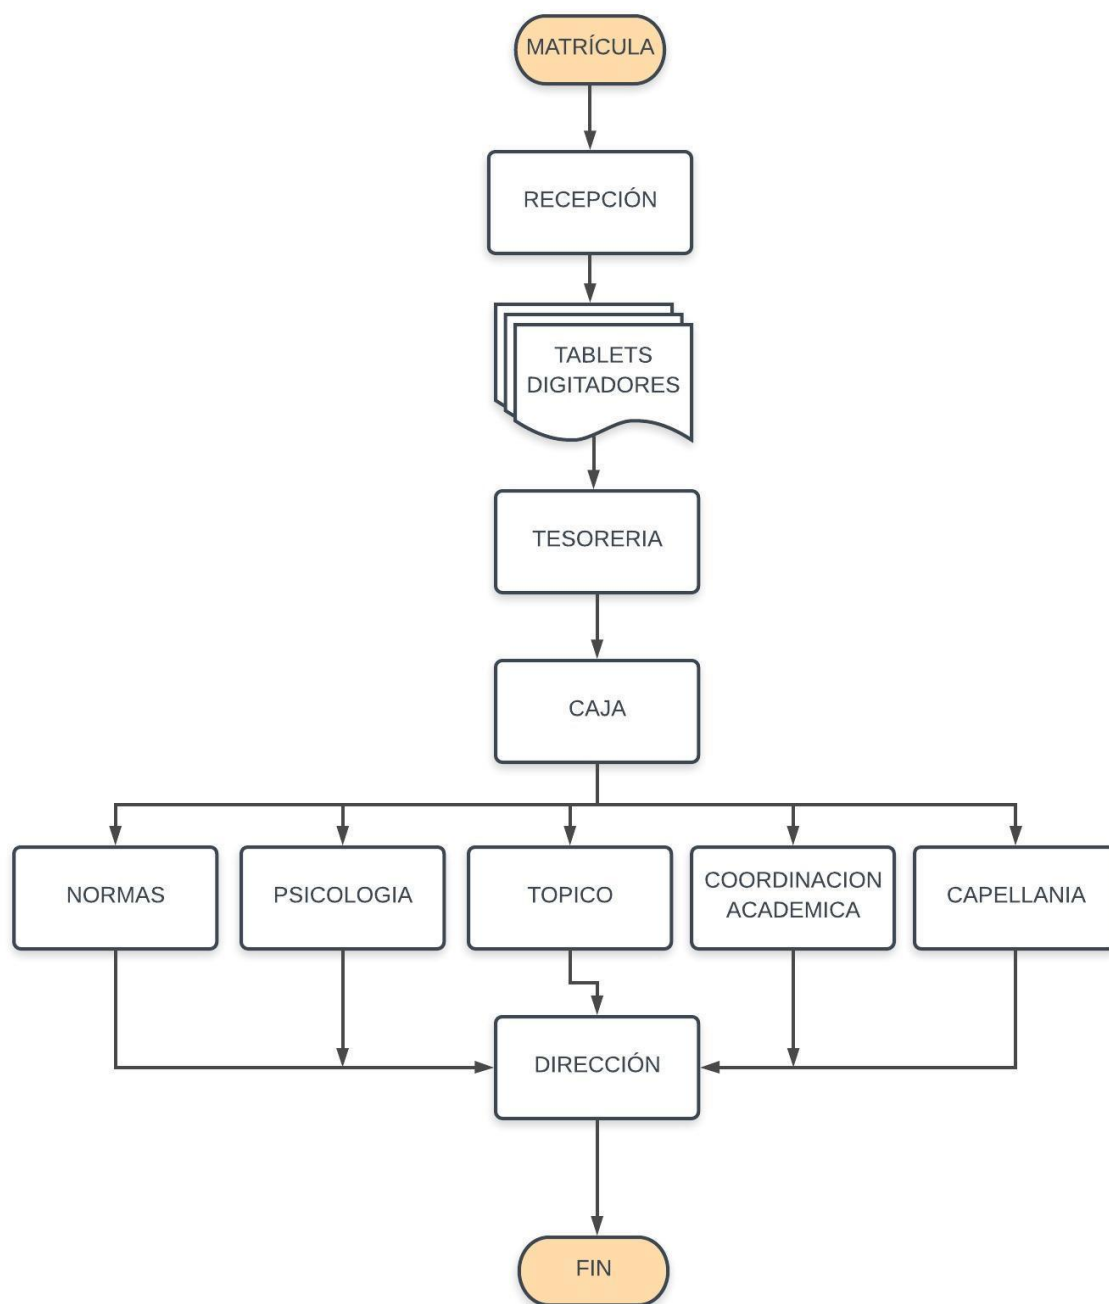 MATRÍCULA
RECEPCIÓN
TABLETS
DIGITADORES
TESORERIA
CAJA
NORMAS
PSICOLOGIA
TOPICO
COORDINACION
ACADEMICA
CAPELLANIA
DIRECCIÓN
FIN